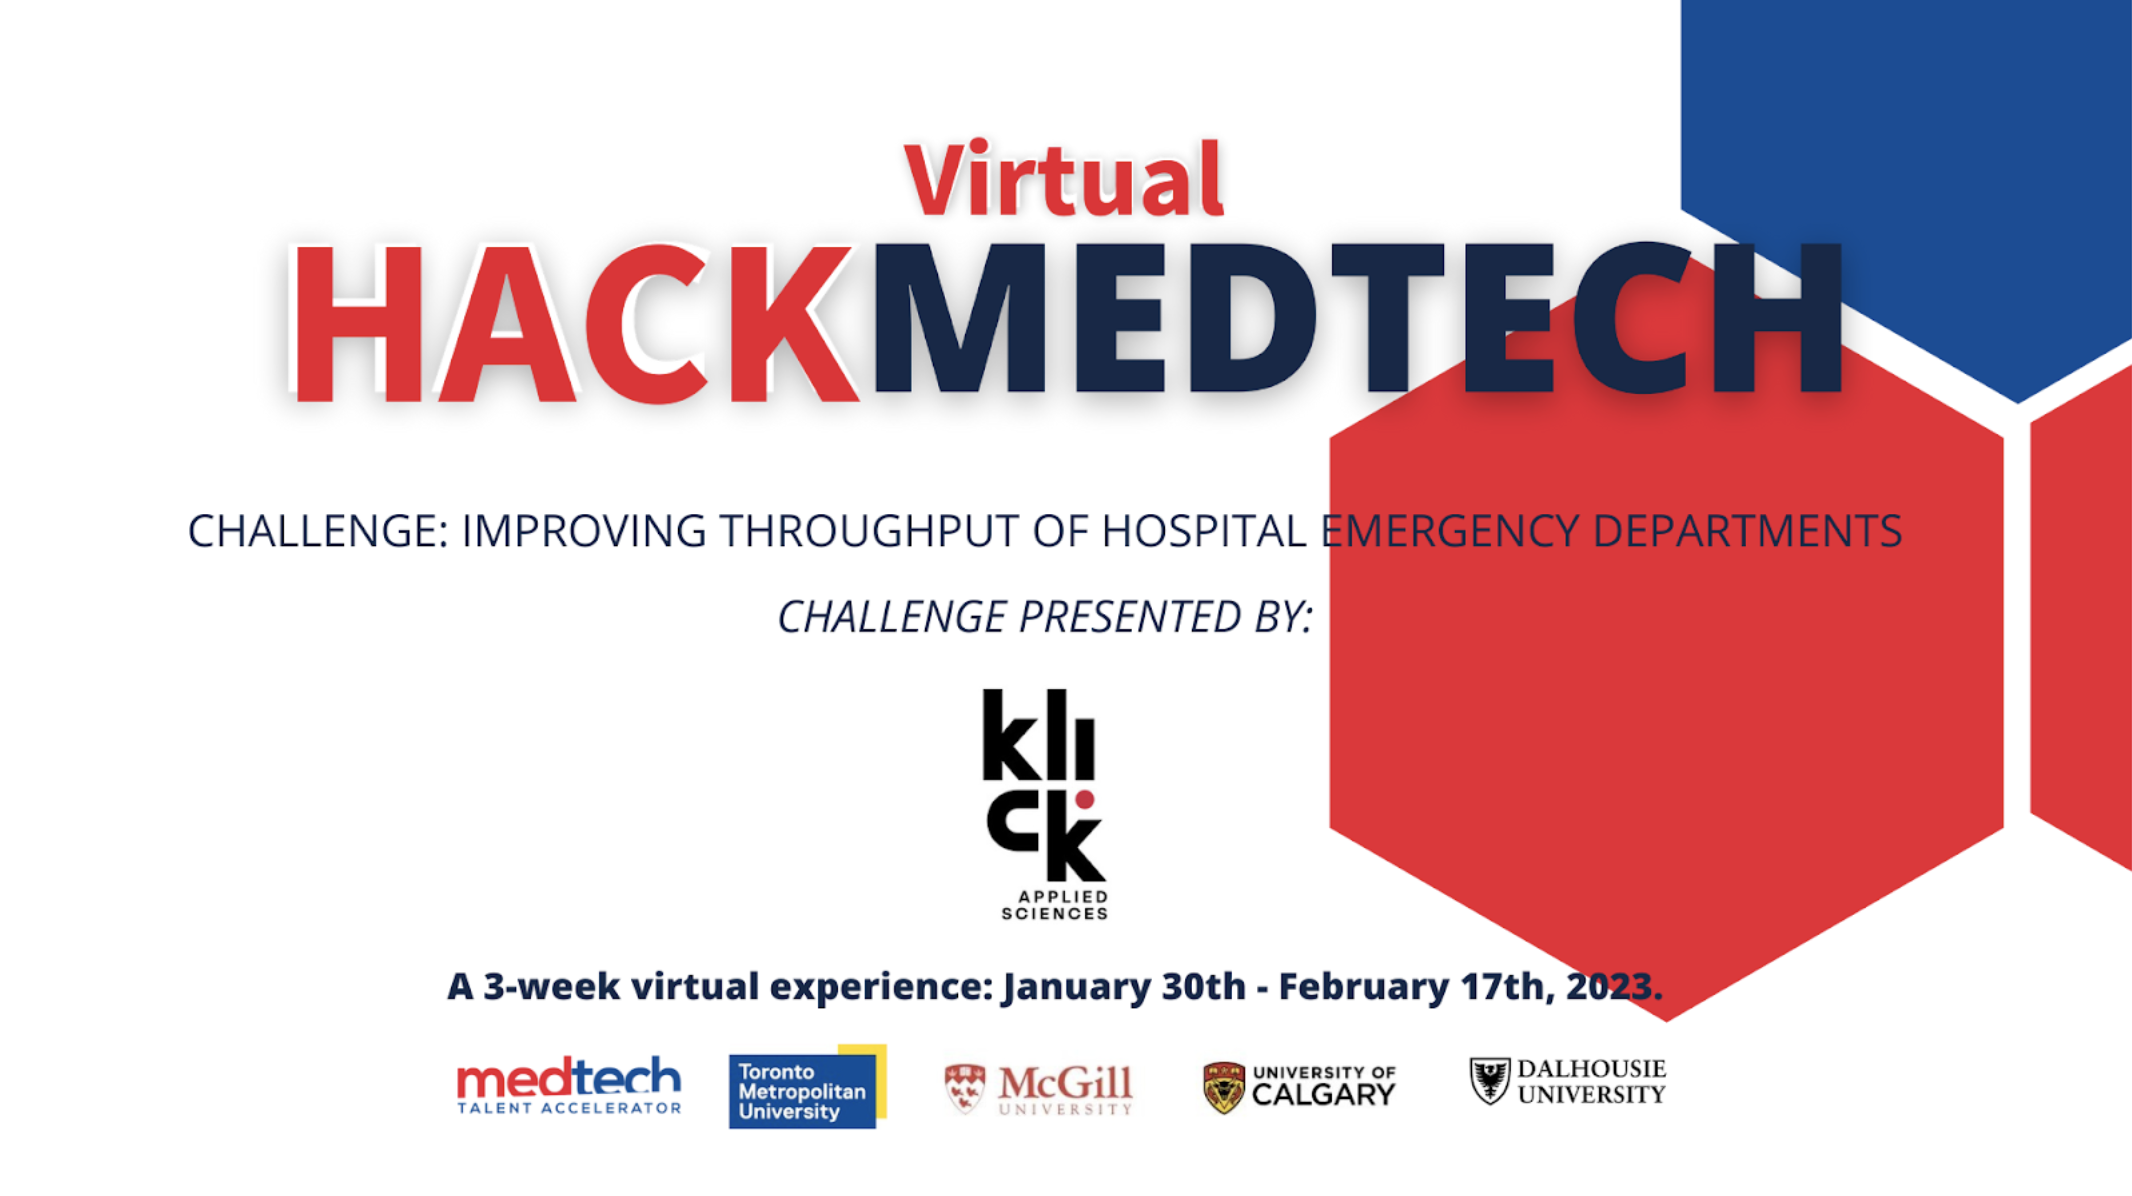 Virtual
HACKMEDTECH
CHALLENGE: IMPROVING THROUGHPUT OF HOSPITAL EMERGENCY DEPARTMENTS
CHALLENGE PRESENTED BY:
kli
ck
APPLIED
SCIENCES
A 3-week virtual experience: January 30th - February 17th, 2023.
medtech
TALENT ACCELERATOR
Toronto
Metropolitan
University
McGill
UNIVERSITY
UNIVERSITY OF
CALGARY
DALHOUSIE
UNIVERSITY